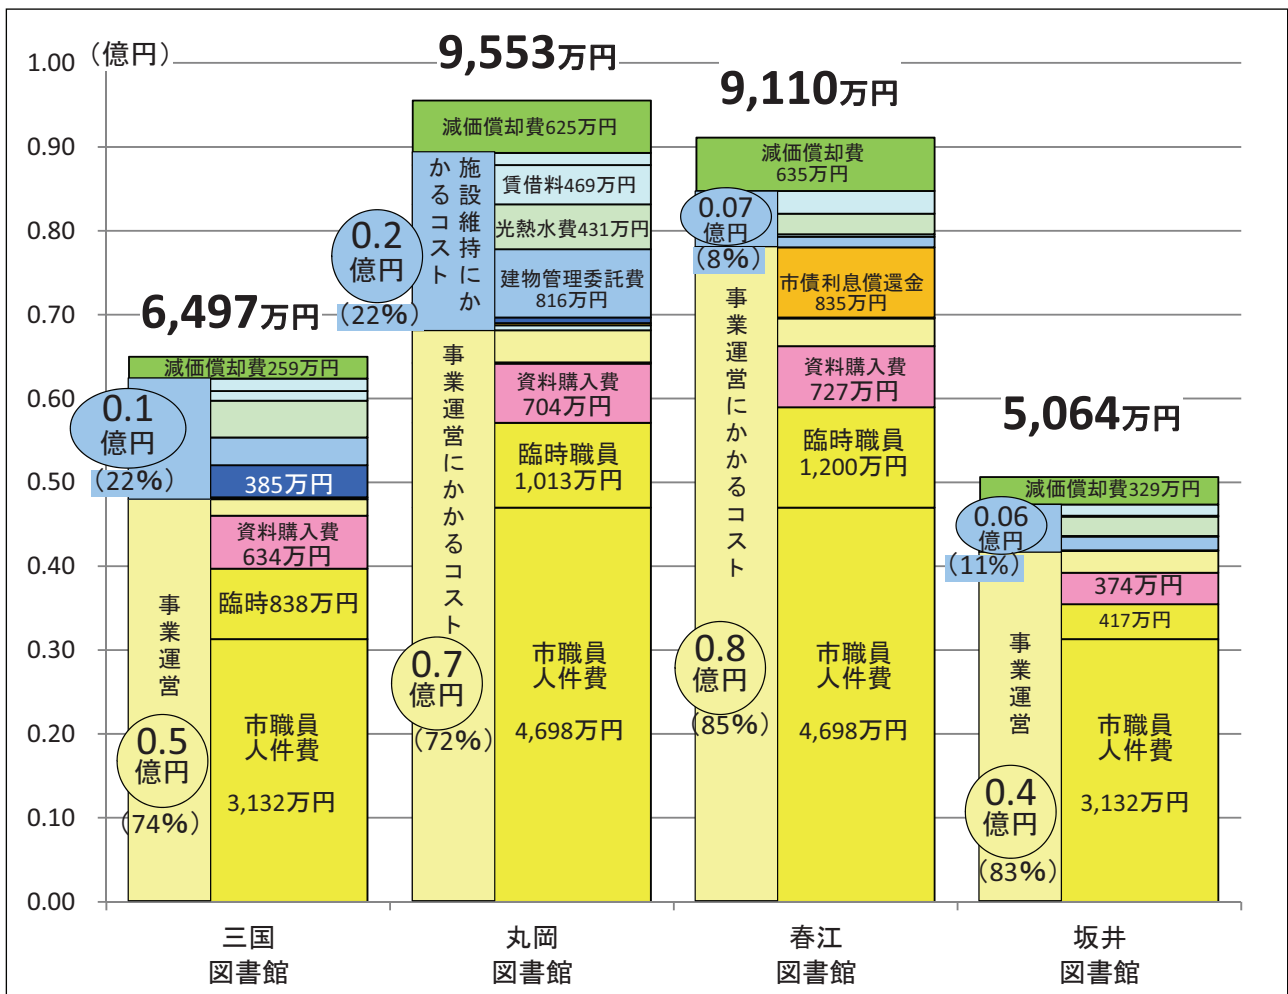 （億円）
1.00
0.90
0.80
0.70
0.60
0.50
0.40
0.30
0.20
0.10
0.00
6,497万円
減価償却費259万円
0.1
億円
（22%）
385万円
資料購入費
634万円
臨時838万円
事業運営
0.5
億円
（74%）
市職員
人件費
3,132万円
三国
図書館
9,553万円
減価償却費625万円
施設維持にか
かるコスト
0.2
億円
（22%）
賃借料469万円
光熱水費431万円
建物管理委託費
816万円
事業運営にかかるコスト
資料購入費
704万円
臨時職員
1,013万円
0.7
億円
（72%）
市職員
人件費
4,698万円
丸岡
図書館
9,110万円
減価償却費
635万円
0.07
億円
（8%）
市債利息償還金
835万円
事業運営にかかるコスト
資料購入費
727万円
臨時職員
1,200万円
0.8
億円
（85%）
市職員
人件費
4,698万円
春江
図書館
5,064万円
減価償却費329万円
0.06
億円
（11%）
374万円
417万円
事業運営
0.4
億円
（83%）
市職員
人件費
3,132万円
坂井
図書館